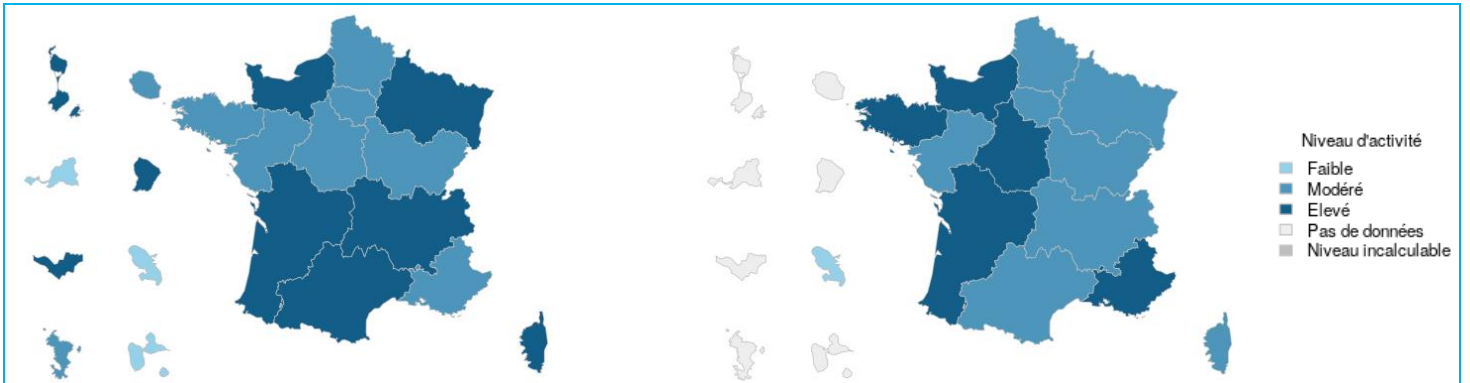 Niveau d'activité
Faible
Modéré
Elevé
Pas de données
Niveau incalculable